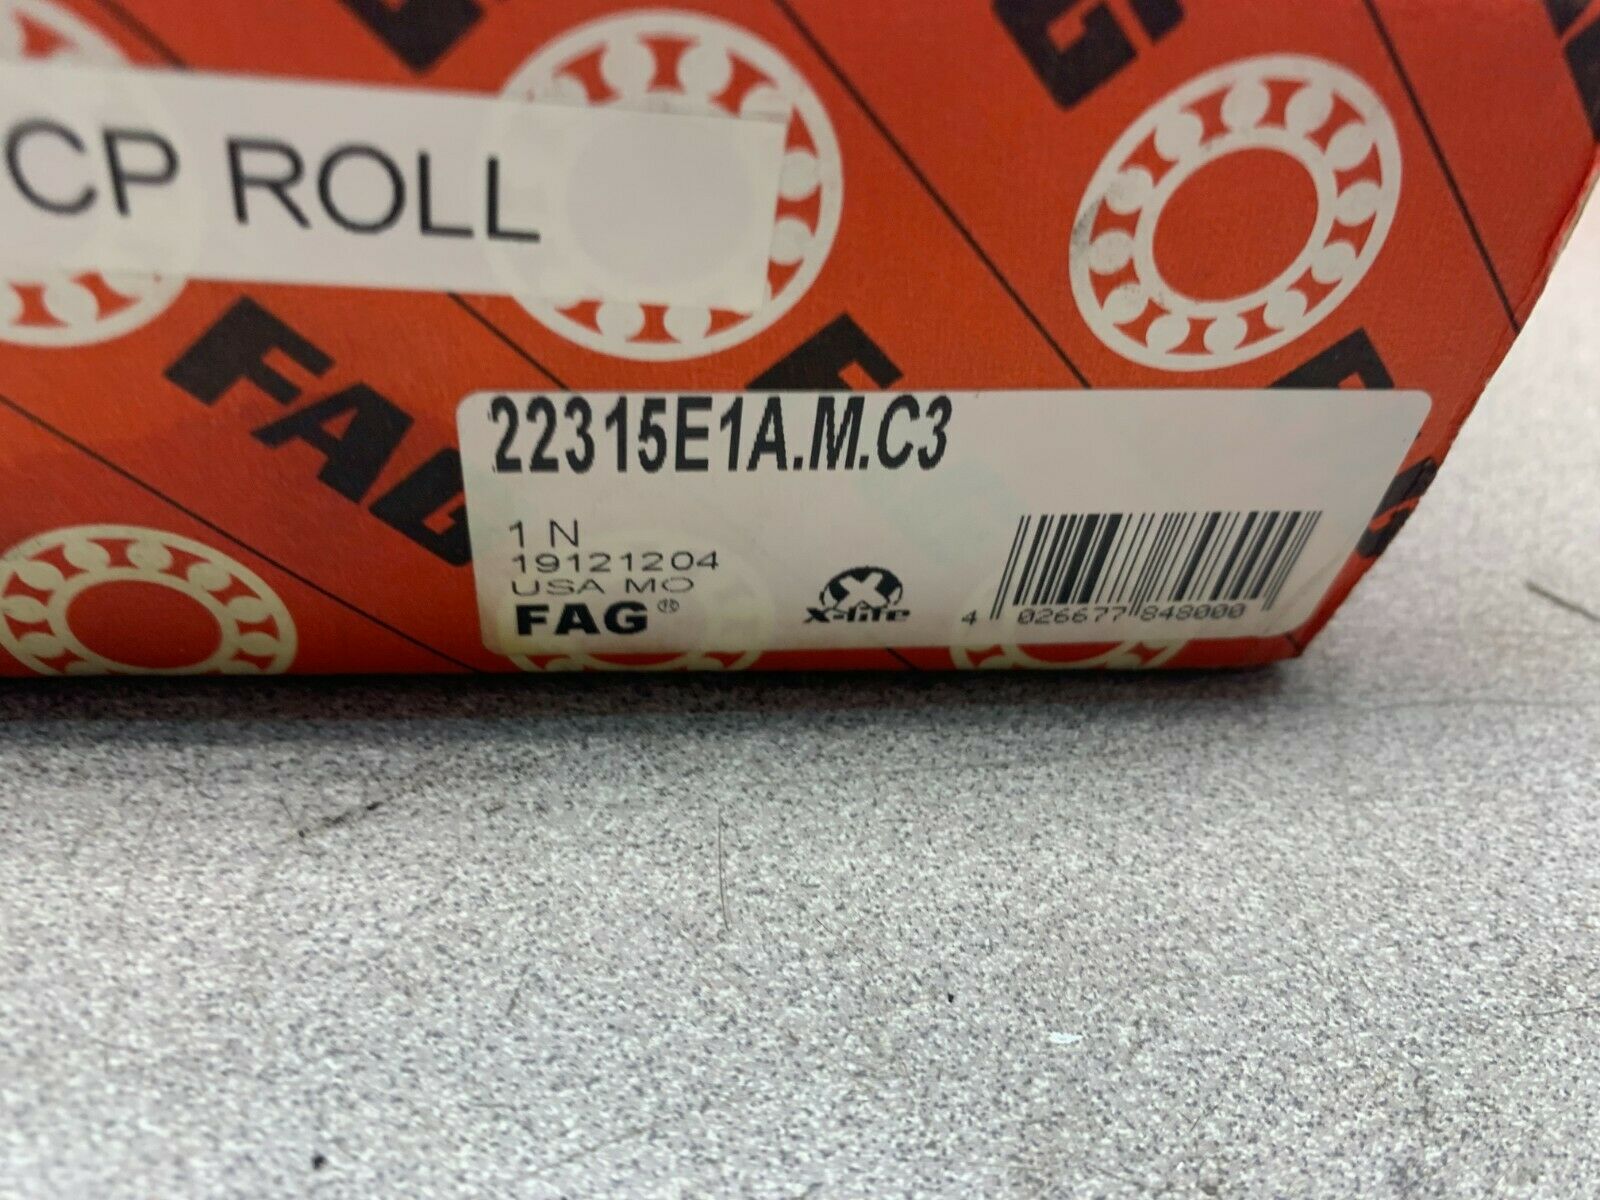 CP ROLL
FAG
22315E1A.M.C3
1 N
19121204
USA MO
FAG®
X-life
4 026677 848000